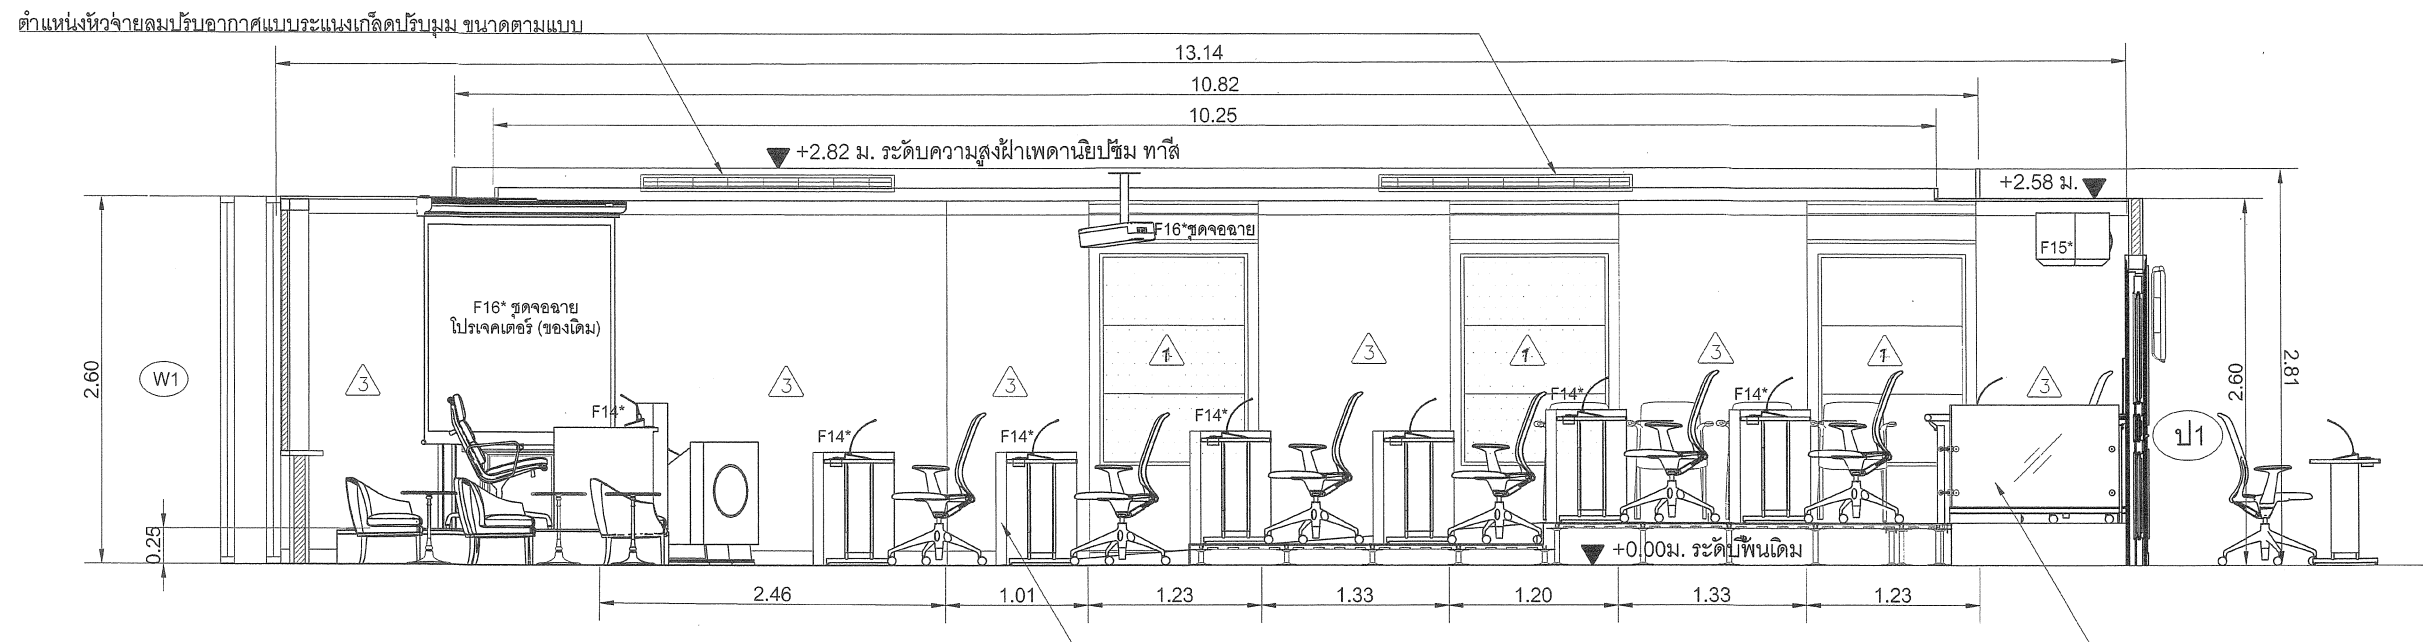 ตำแหน่งหัวจ่ายลมปรับอากาศแบบระแนงเกล็ดปรับมุม ขนาดตามแบบ
13.14
10.82
10.25
+2.82 ม. ระดับความสูงฝ้าเพดานยิปซัม ทาสี
+2.58 ม.
F16*ชุดจอฉาย
F15*
F16* ชุดจอฉาย
โปรเจคเตอร์ (ของเดิม)
2.60
W1
3
3
3
1
3
1
3
1
3
2.60
2.81
F14*
F14*
F14*
F14*
F14*
F14*
ป1
0.25
+0.00ม. ระดับพื้นเดิม
2.46
1.01
1.23
1.33
1.20
1.33
1.23